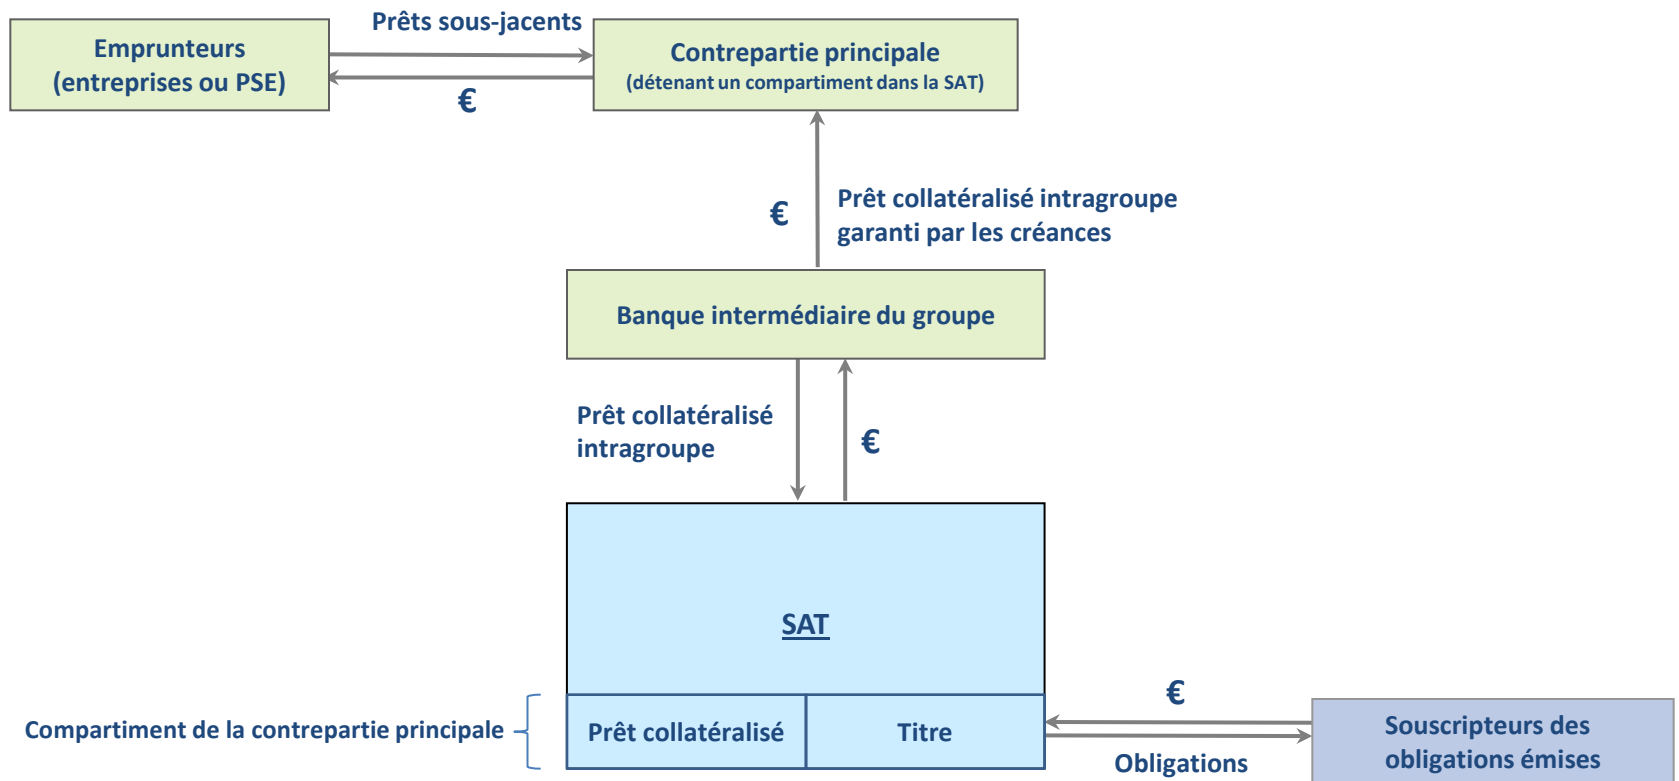 Prêts sous-jacents
Emprunteurs
(entreprises ou PSE)
Contrepartie principale
(détenant un compartiment dans la SAT)
€
€
Prêt collatéralisé intragroupe
garanti par les créances
Banque intermédiaire du groupe
Prêt collatéralisé
intragroupe
€
SAT
Compartiment de la contrepartie principale
Prêt collatéralisé
Titre
€
Obligations
Souscripteurs des
obligations émises